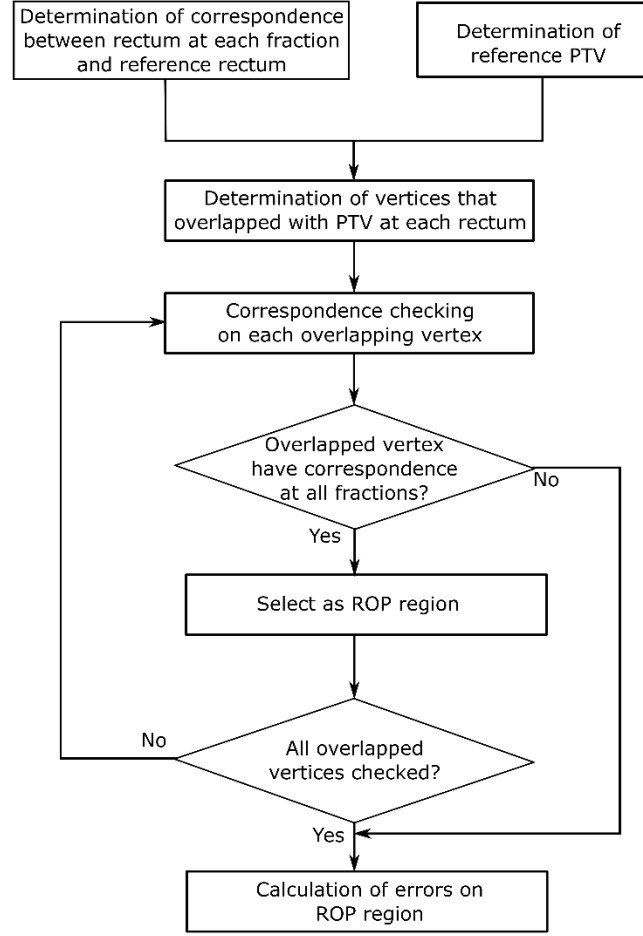 Determination of correspondence
between rectum at each fraction
and reference rectum
Determination of
reference PTV
Determination of vertices that
overlapped with PTV at each rectum
Correspondence checking
on each overlapping vertex
Overlapped vertex
have correspondence
at all fractions?
No
Yes
Select as ROP region
No
All overlapped
vertices checked?
Yes
Calculation of errors on
ROP region